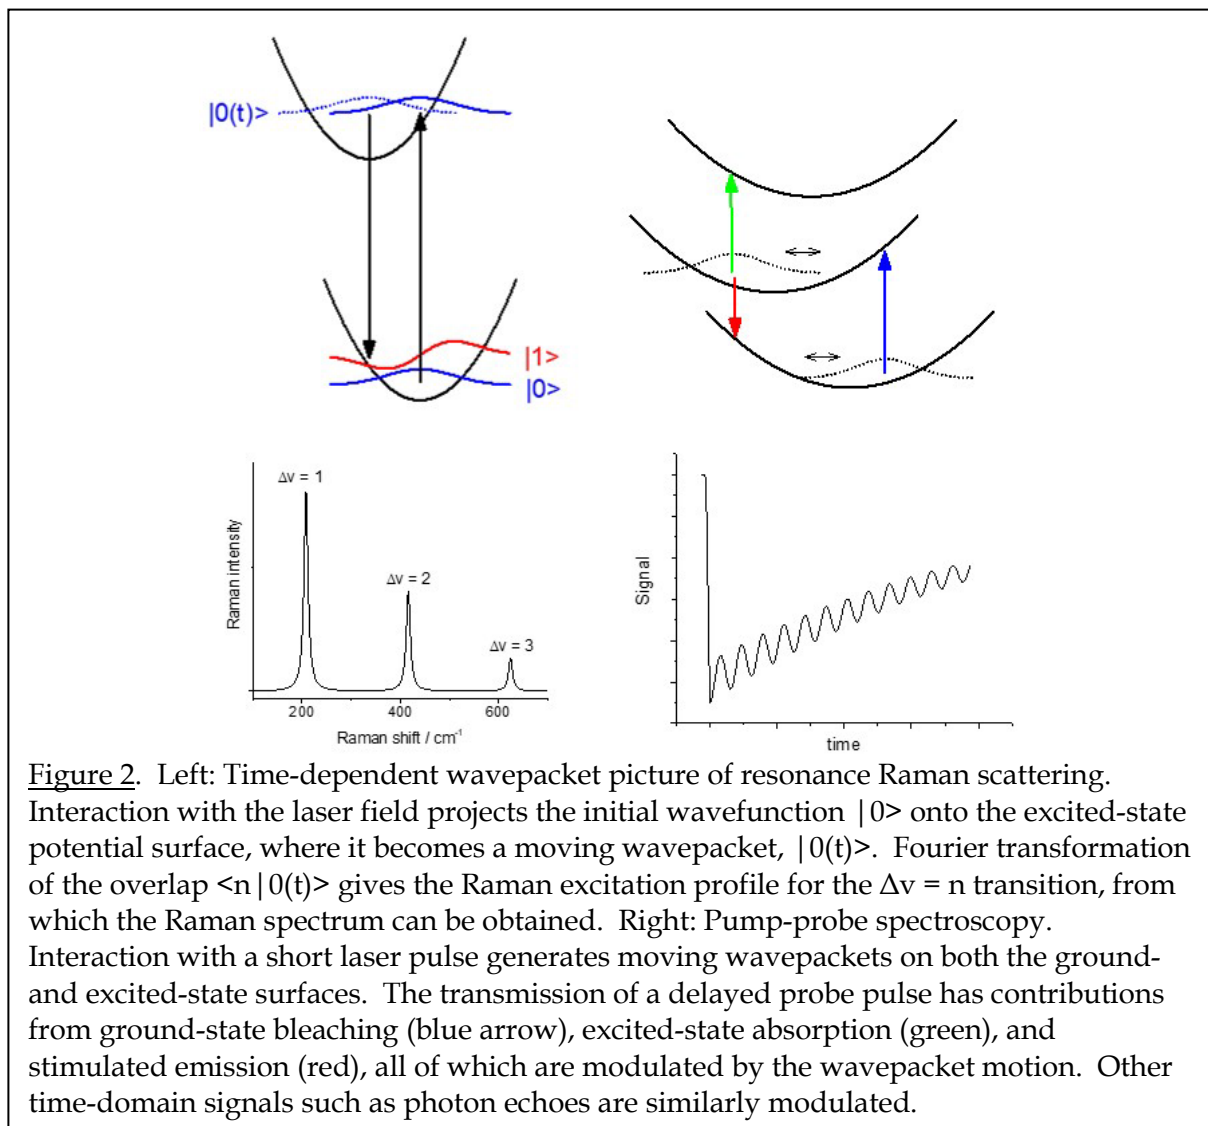 |0(t)>
|1>
|0>
Δv = 1
Δv = 2
Δv = 3
Raman intensity
200
400
600
Raman shift / cm⁻¹
Signal
time
Figure 2.  Left: Time-dependent wavepacket picture of resonance Raman scattering.
Interaction with the laser field projects the initial wavefunction |0> onto the excited-state
potential surface, where it becomes a moving wavepacket, |0(t)>.  Fourier transformation
of the overlap <n|0(t)> gives the Raman excitation profile for the Δv = n transition, from
which the Raman spectrum can be obtained.  Right: Pump-probe spectroscopy.
Interaction with a short laser pulse generates moving wavepackets on both the ground-
and excited-state surfaces.  The transmission of a delayed probe pulse has contributions
from ground-state bleaching (blue arrow), excited-state absorption (green), and
stimulated emission (red), all of which are modulated by the wavepacket motion.  Other
time-domain signals such as photon echoes are similarly modulated.